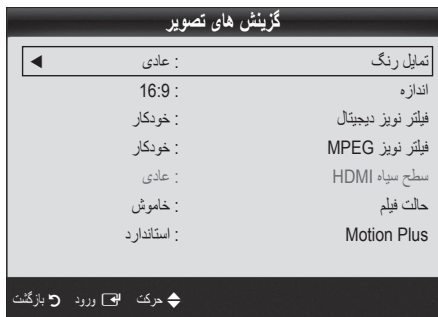 گزینش های تصویر
تمایل رنگ : عادی
اندازه : 16:9
فیلتر نویز دیجیتال : خودکار
فیلتر نویز MPEG : خودکار
سطح سیاه HDMI : عادی
حالت فیلم : خاموش
Motion Plus : استاندارد
حرکت ورود بازگشت